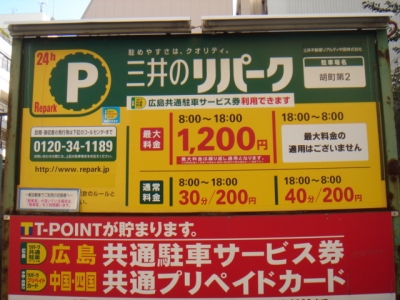 24h
P
Repark
駐めやすさは、クオリティ。
三井のリパーク
駐車場名
胡町第2
広島共通駐車サービス券利用できます
0120-34-1189
http://www.repark.jp
最大料金
8:00~18:00
1,200円
18:00~8:00
最大料金の
適用はございません
通常料金
8:00~18:00
30分/200円
18:00~8:00
40分/200円
T-POINTが貯まります。
広島 共通駐車サービス券
中国・四国 共通プリペイドカード